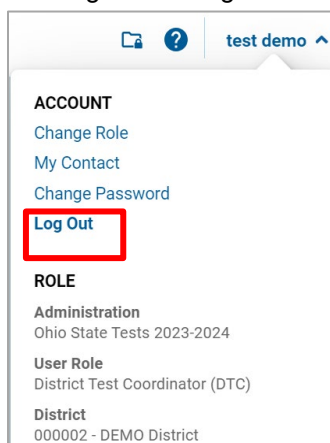 test demo
ACCOUNT
Change Role
My Contact
Change Password
Log Out
ROLE
Administration
Ohio State Tests 2023-2024
User Role
District Test Coordinator (DTC)
District
000002 - DEMO District